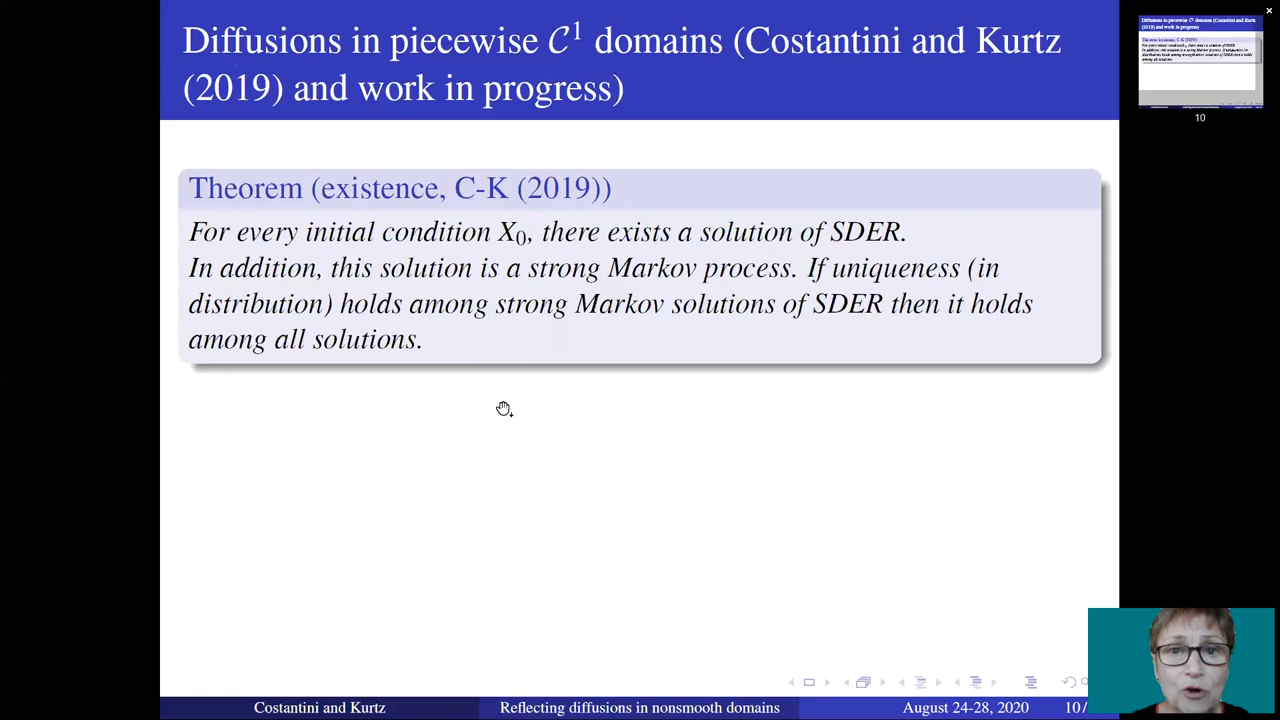 Diffusions in piecewise C¹ domains (Costantini and Kurtz
(2019) and work in progress)
Theorem (existence, C-K (2019))
For every initial condition X₀, there exists a solution of SDER.
In addition, this solution is a strong Markov process. If uniqueness (in
distribution) holds among strong Markov solutions of SDER then it holds
among all solutions.
Costantini and Kurtz
Reflecting diffusions in nonsmooth domains
August 24-28, 2020
10/
10